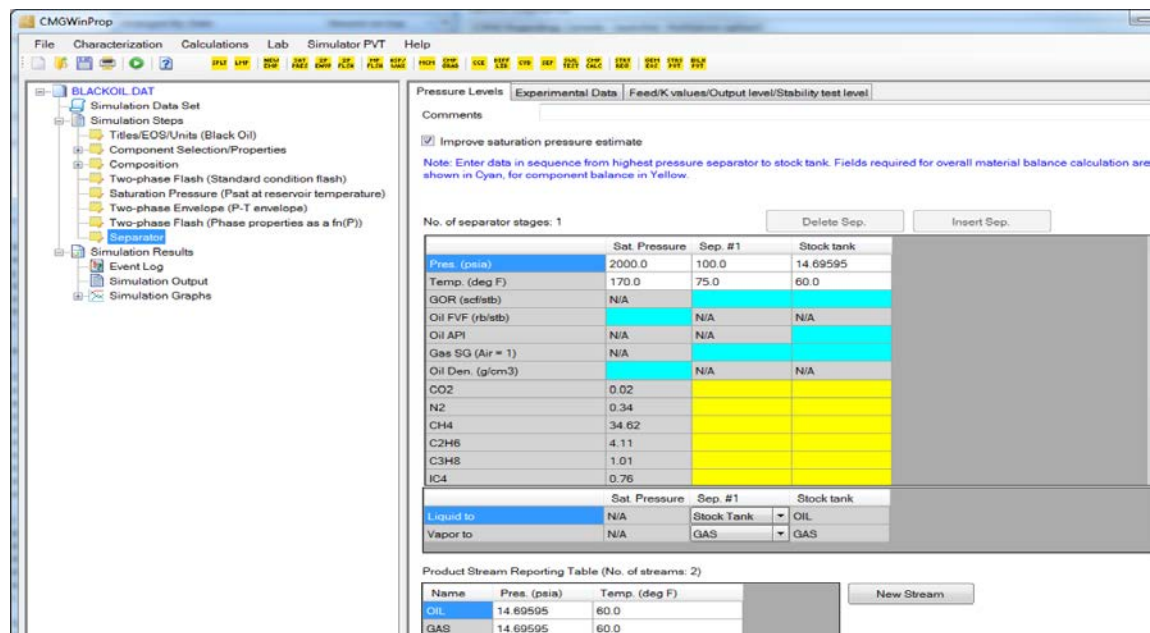 CMGWinProp
File Characterization Calculations Lab Simulator PVT Help
BLACKOIL.DAT
Simulation Data Set
Simulation Steps
Titles/EOS/Units (Black Oil)
Component Selection/Properties
Composition
Two-phase Flash (Standard condition flash)
Saturation Pressure (Psat at reservoir temperature)
Two-phase Envelope (P-T envelope)
Two-phase Flash (Phase properties as a fn(P))
Separator
Simulation Results
Event Log
Simulation Output
Simulation Graphs
Pressure Levels Experimental Data Feed/K values/Output level/Stability test level
Comments
Improve saturation pressure estimate
Note: Enter data in sequence from highest pressure separator to stock tank. Fields required for overall material balance calculation are
shown in Cyan, for component balance in Yellow.
No. of separator stages: 1 Delete Sep. Insert Sep.
Sat. Pressure Sep. #1 Stock tank
Pres. (psia) 2000.0 100.0 14.69595
Temp. (deg F) 170.0 75.0 60.0
GOR (scf/stb) N/A
Oil FVF (rb/stb) N/A N/A
Oil API N/A N/A
Gas SG (Air = 1) N/A
Oil Den. (g/cm3) N/A N/A
CO2 0.02
N2 0.34
CH4 34.62
C2H6 4.11
C3H8 1.01
IC4 0.76
Sat. Pressure Sep. #1 Stock tank
Liquid to N/A Stock Tank OIL
Vapor to N/A GAS GAS
Product Stream Reporting Table (No. of streams: 2)
Name Pres. (psia) Temp. (deg F) New Stream
OIL 14.69595 60.0
GAS 14.69595 60.0